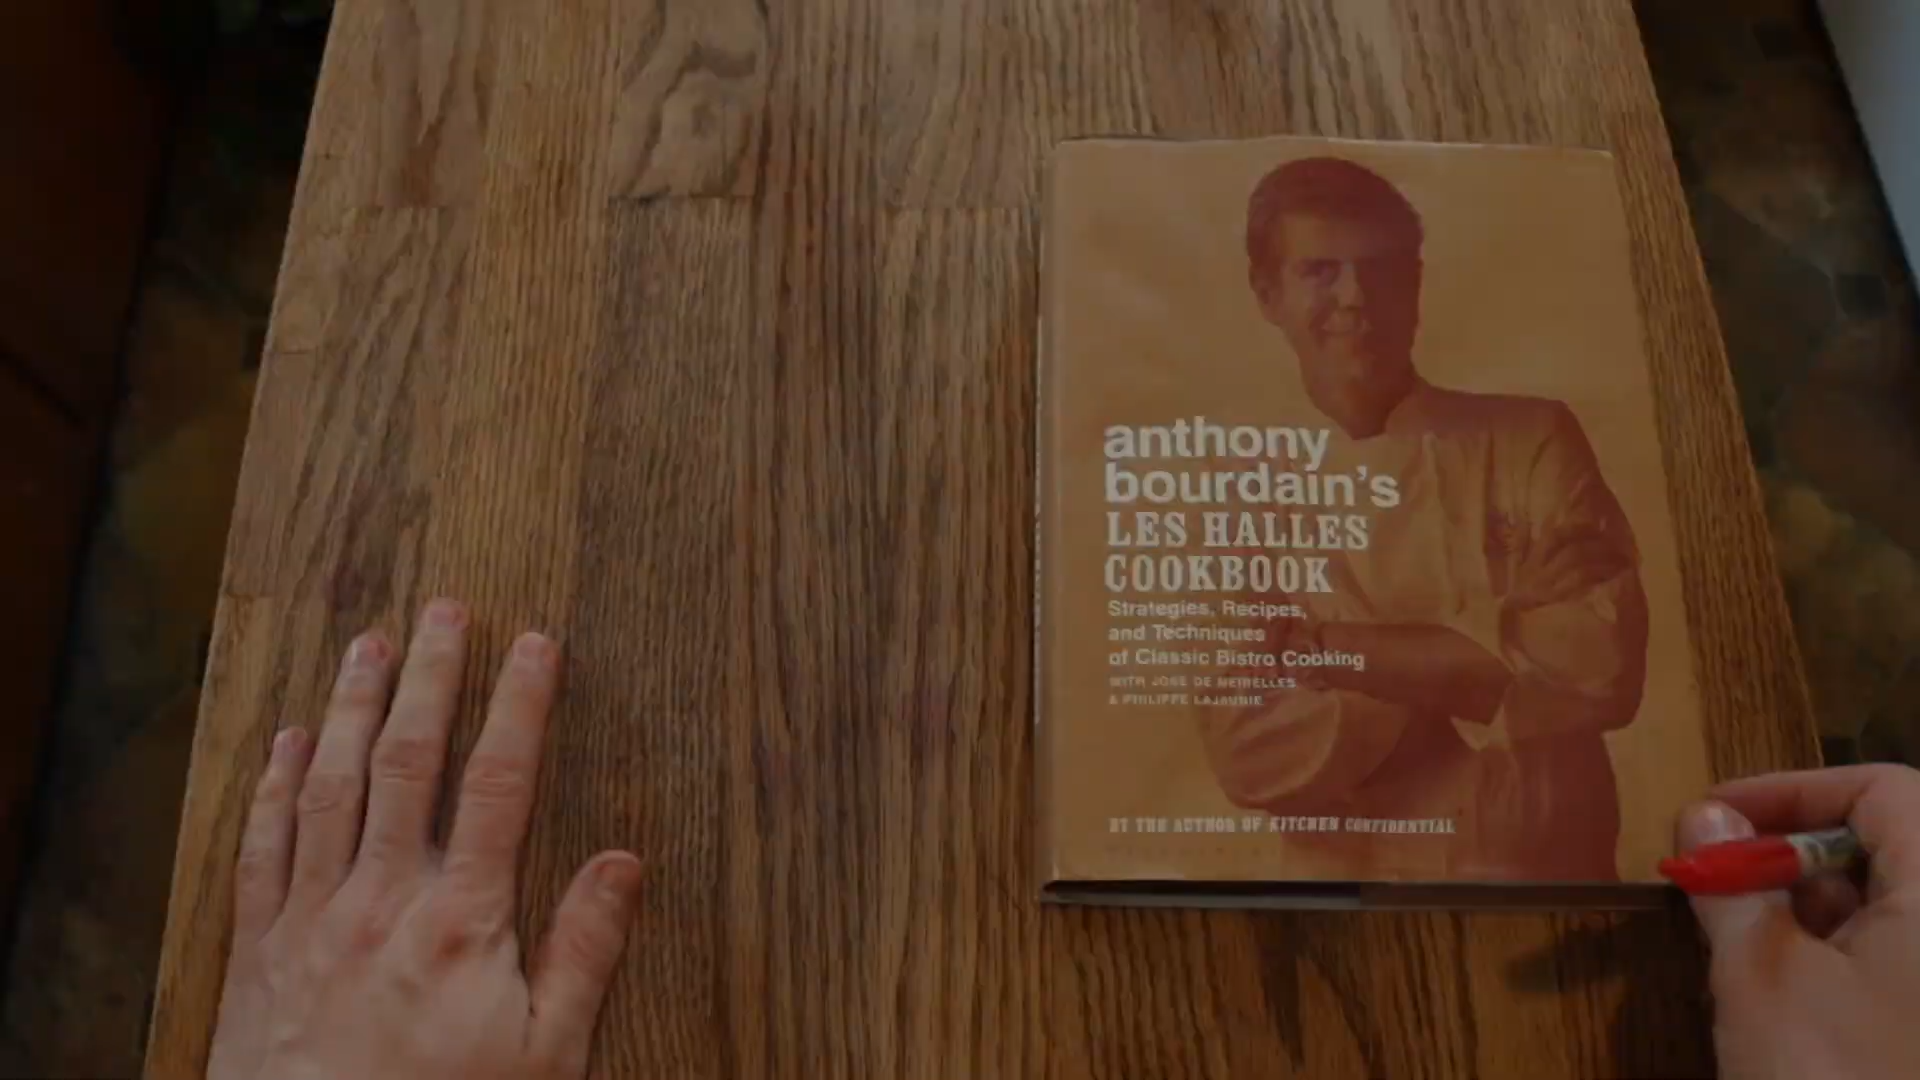 anthony
bourdain's
LES HALLES
COOKBOOK
Strategies, Recipes,
and Techniques
of Classic Bistro Cooking
WITH JOSÉ DE MEIRELLES
& PHILIPPE LAJAUNIE
BY THE AUTHOR OF KITCHEN CONFIDENTIAL